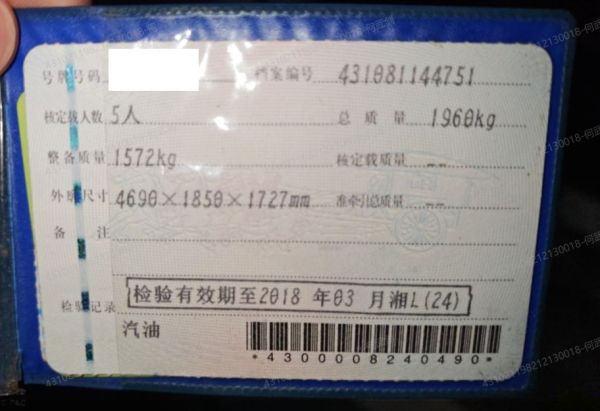 号牌号码 档案编号 431081144751
核定载人数 5人 总质量 1960kg
整备质量 1572kg 核定载质量 --
外廓尺寸 4690×1850×1727mm 准牵引总质量 --
备注
检验记录 检验有效期至2018 年03 月湘L(24)
汽油
*4300008240490*